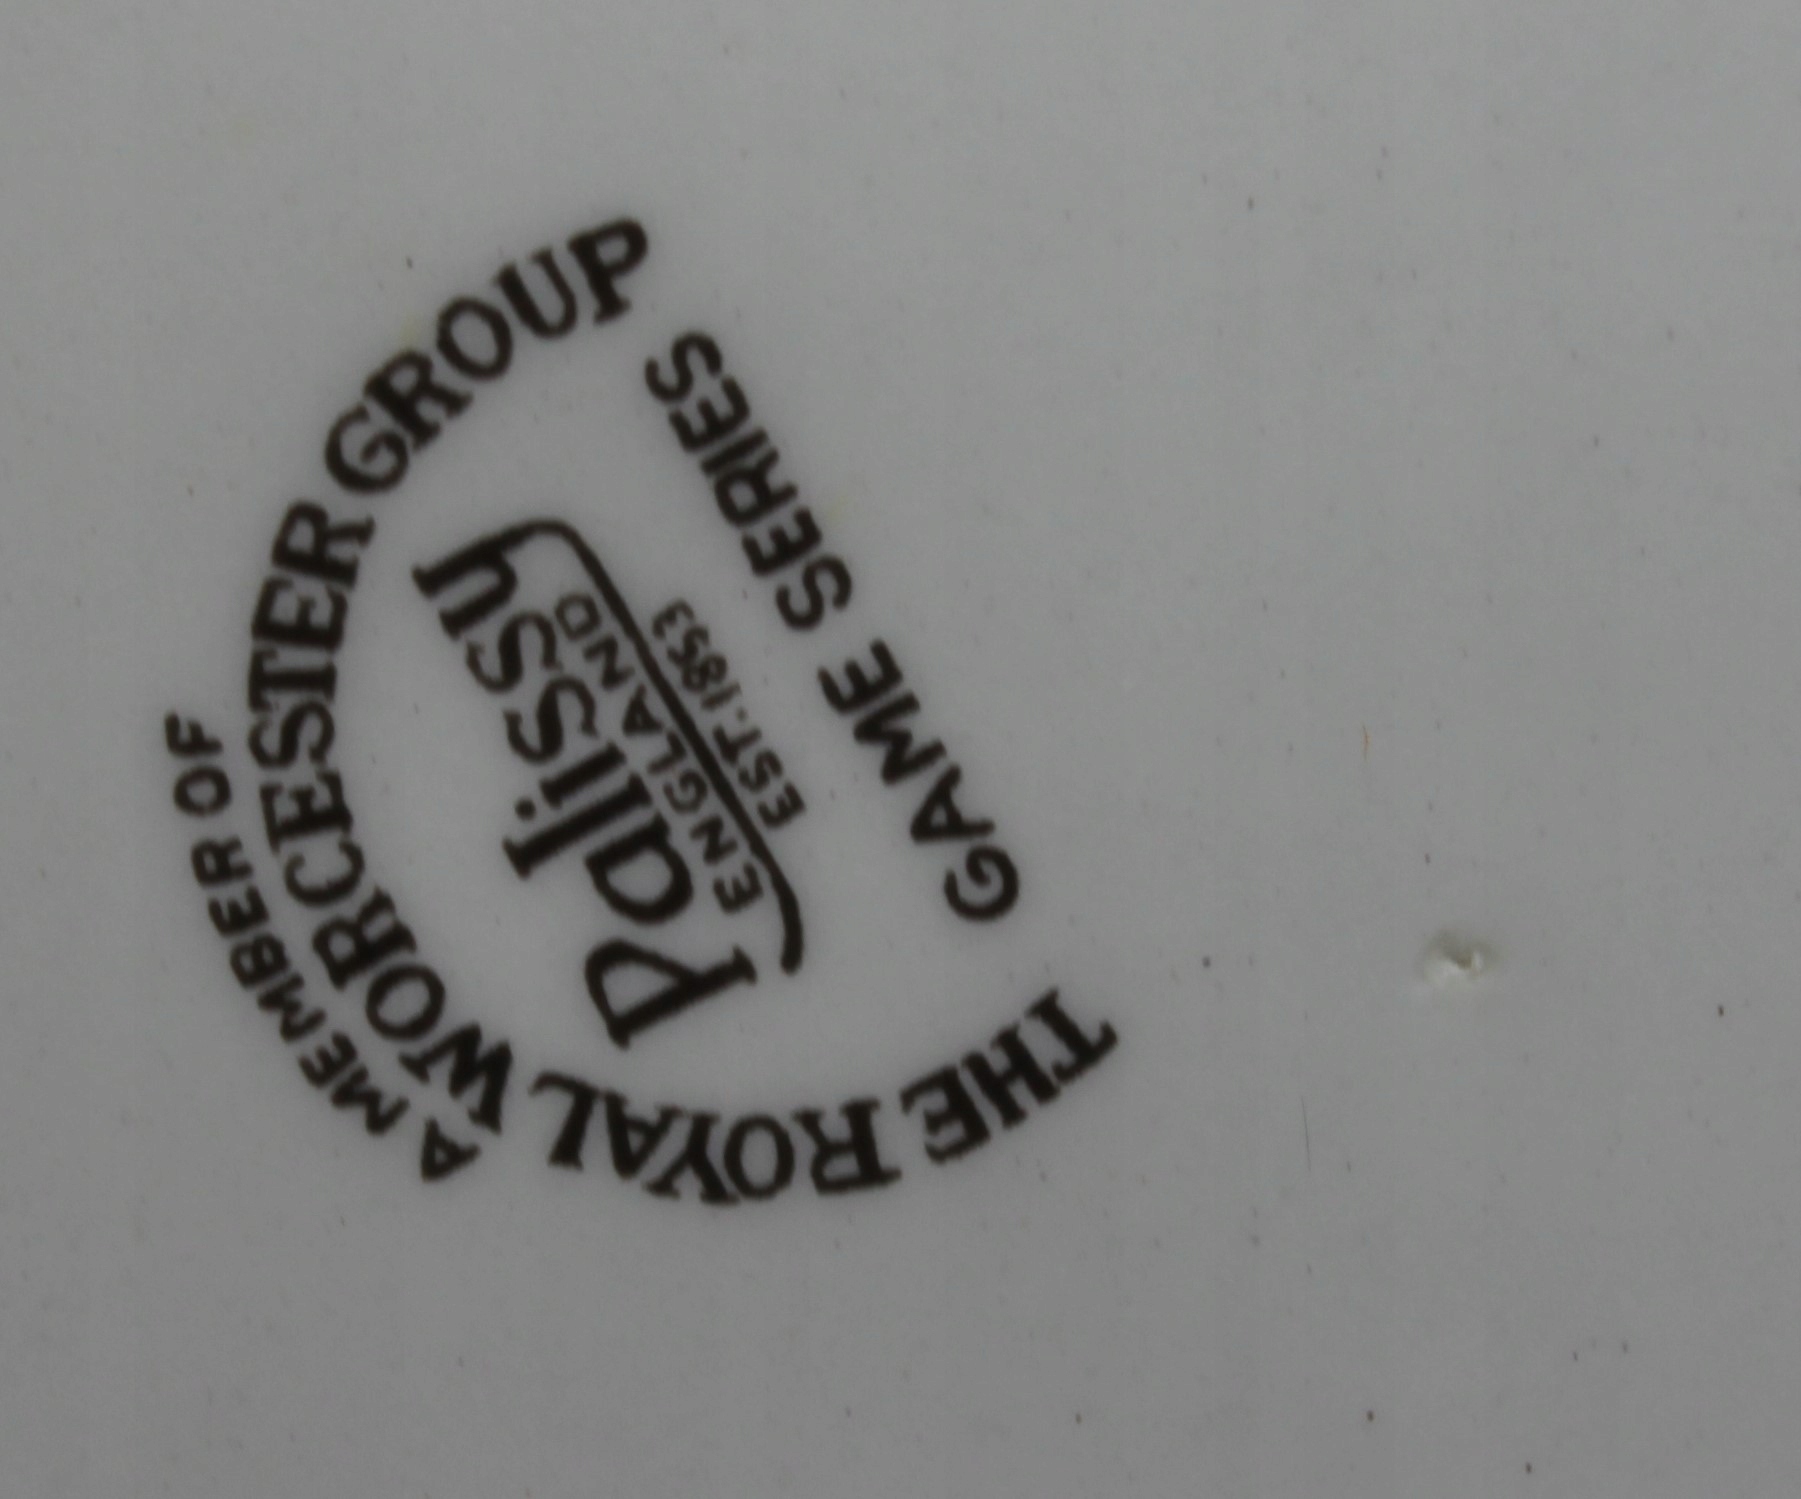 A MEMBER OF
THE ROYAL WORCESTER GROUP
Palissy
ENGLAND
EST. 1853
GAME SERIES